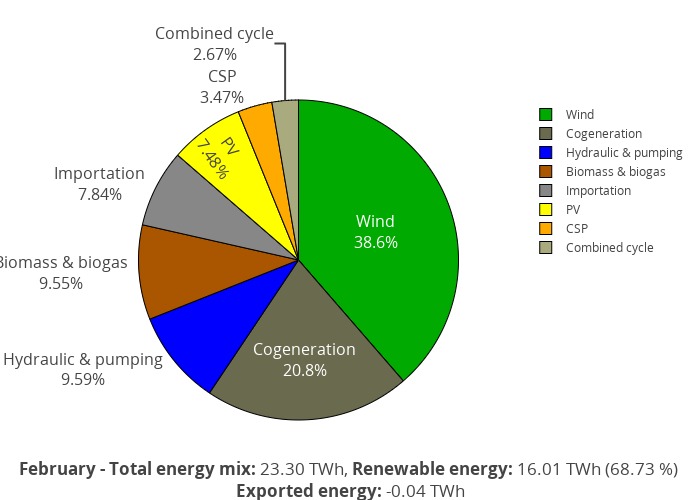 Combined cycle
2.67%
CSP
3.47%
PV
7.48%
Importation
7.84%
Wind
38.6%
Biomass & biogas
9.55%
Cogeneration
20.8%
Hydraulic & pumping
9.59%
Wind
Cogeneration
Hydraulic & pumping
Biomass & biogas
Importation
PV
CSP
Combined cycle
February - Total energy mix: 23.30 TWh, Renewable energy: 16.01 TWh (68.73 %)
Exported energy: -0.04 TWh